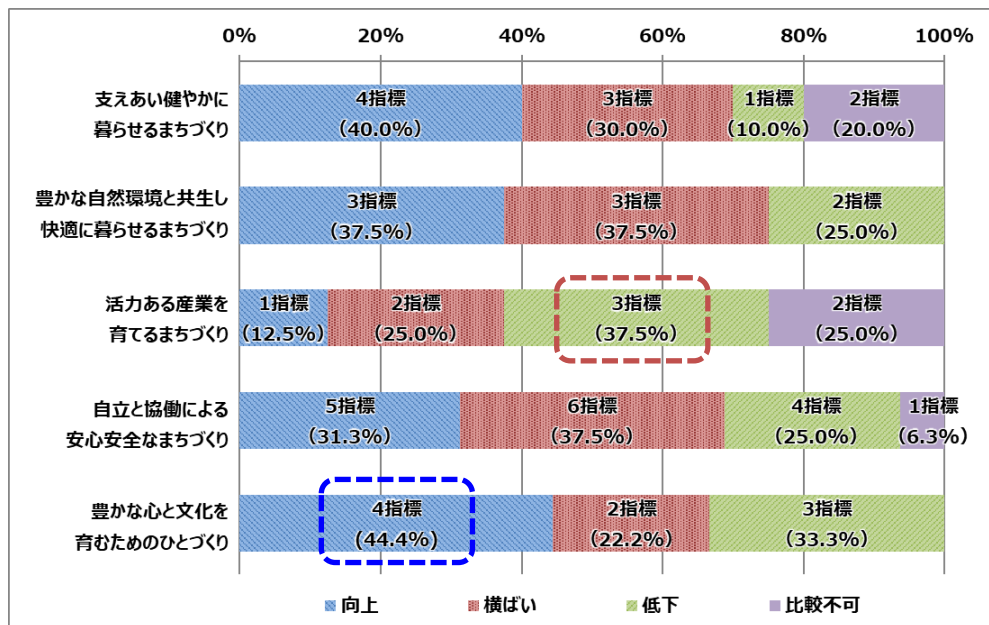 0% 20% 40% 60% 80% 100%
支えあい健やかに
暮らせるまちづくり
4指標
(40.0%)
3指標
(30.0%)
1指標
(10.0%)
2指標
(20.0%)
豊かな自然環境と共生し
快適に暮らせるまちづくり
3指標
(37.5%)
3指標
(37.5%)
2指標
(25.0%)
活力ある産業を
育てるまちづくり
1指標
(12.5%)
2指標
(25.0%)
3指標
(37.5%)
2指標
(25.0%)
自立と協働による
安心安全なまちづくり
5指標
(31.3%)
6指標
(37.5%)
4指標
(25.0%)
1指標
(6.3%)
豊かな心と文化を
育むためのひとづくり
4指標
(44.4%)
2指標
(22.2%)
3指標
(33.3%)
向上 横ばい 低下 比較不可